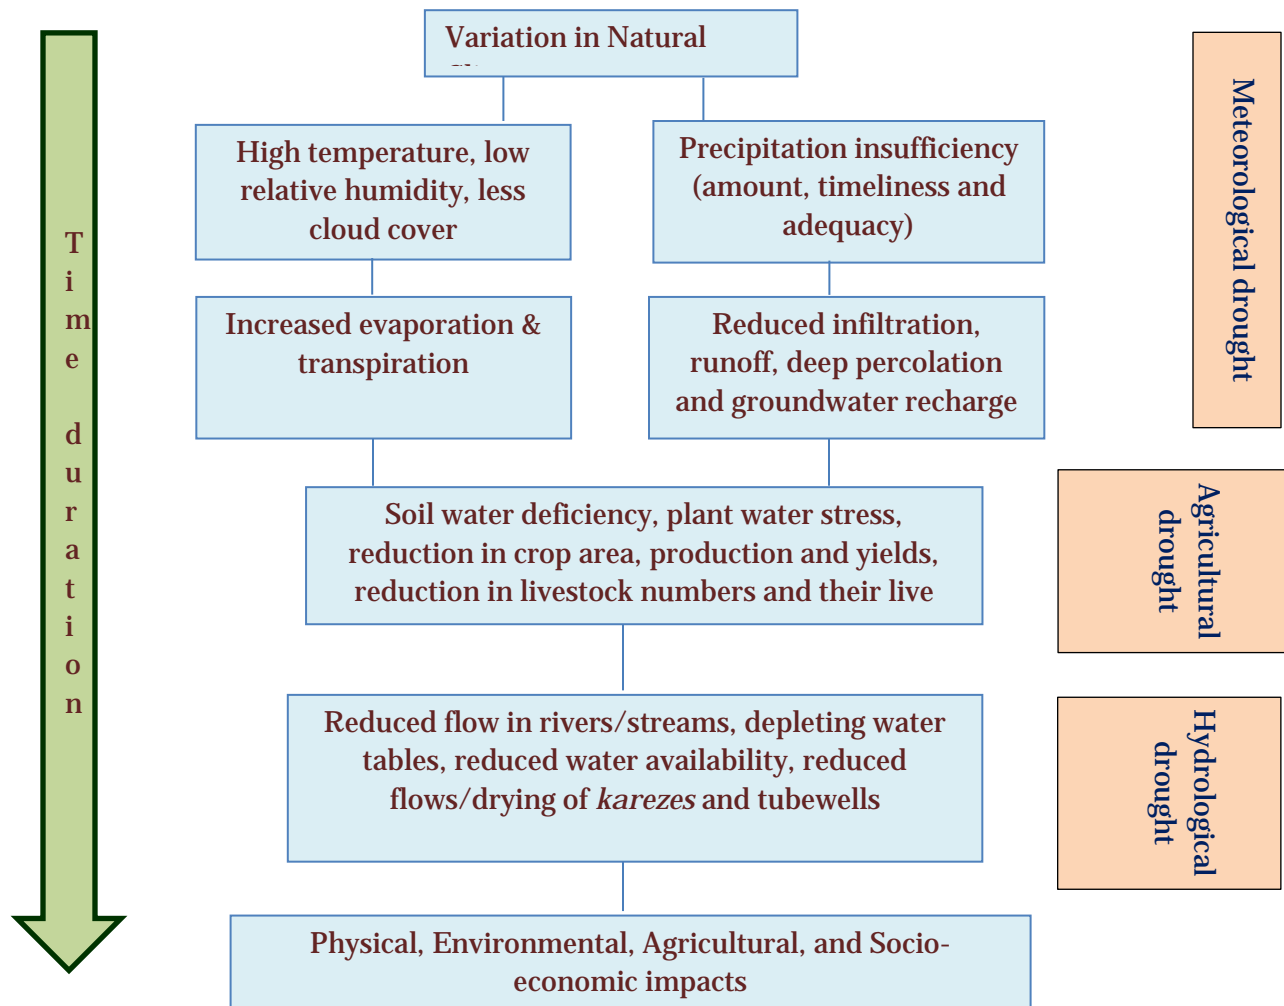 Variation in Natural
High temperature, low
relative humidity, less
cloud cover
Precipitation insufficiency
(amount, timeliness and
adequacy)
Increased evaporation &
transpiration
Reduced infiltration,
runoff, deep percolation
and groundwater recharge
Soil water deficiency, plant water stress,
reduction in crop area, production and yields,
reduction in livestock numbers and their live
Reduced flow in rivers/streams, depleting water
tables, reduced water availability, reduced
flows/drying of karezes and tubewells
Physical, Environmental, Agricultural, and Socio-
economic impacts
Time duration
Meteorological drought
Agricultural
drought
Hydrological
drought